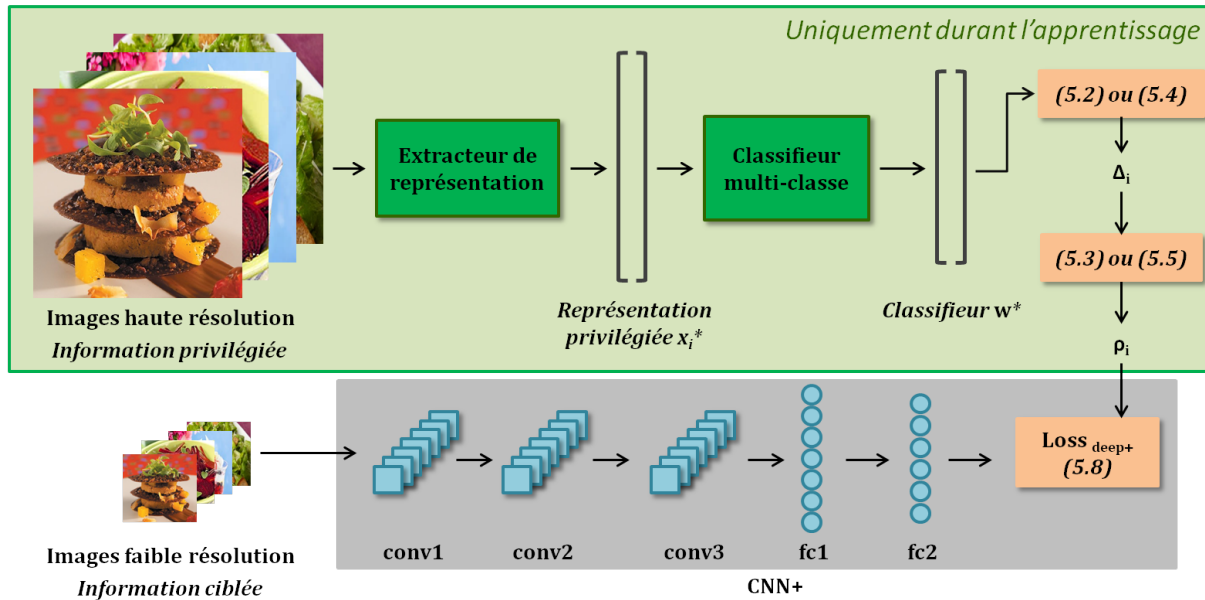 Uniquement durant l'apprentissage
Extracteur de
représentation
Classifieur
multi-classe
(5.2) ou (5.4)
Δi
(5.3) ou (5.5)
ρi
Images haute résolution
Information privilégiée
Représentation
privilégiée xi*
Classifieur w*
Loss deep+
(5.8)
conv1
conv2
conv3
fc1
fc2
Images faible résolution
Information ciblée
CNN+